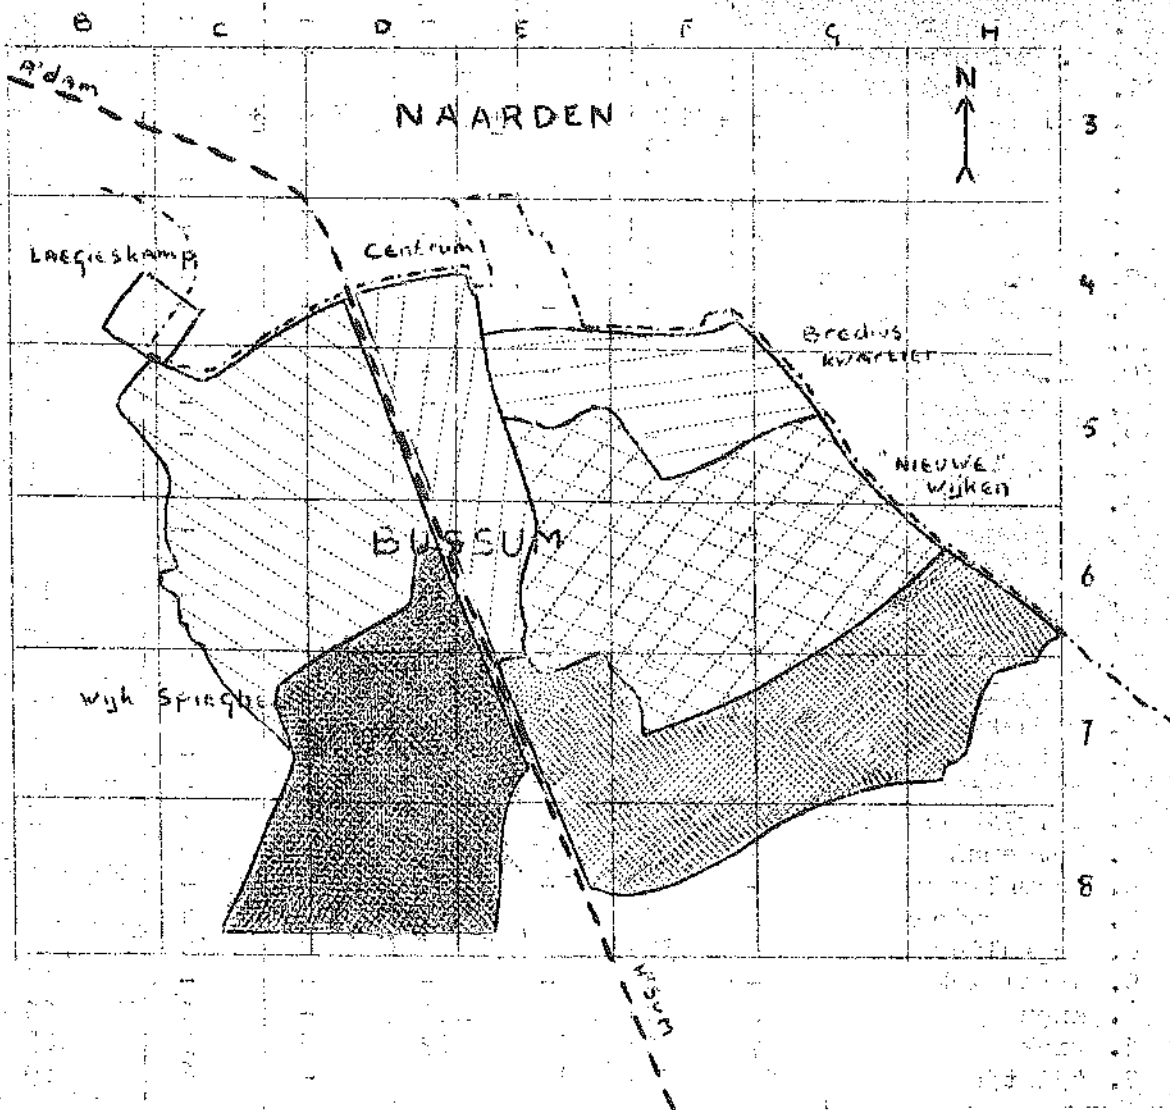 B C D E F G H
A'dam
NAARDEN
N
3
LAEGIESKAMP
Centrum
4
Bredius
kwartier
5
"NIEUWE"
Wijken
BUSSUM
6
Wijk Spieghel
7
8
H'SUM